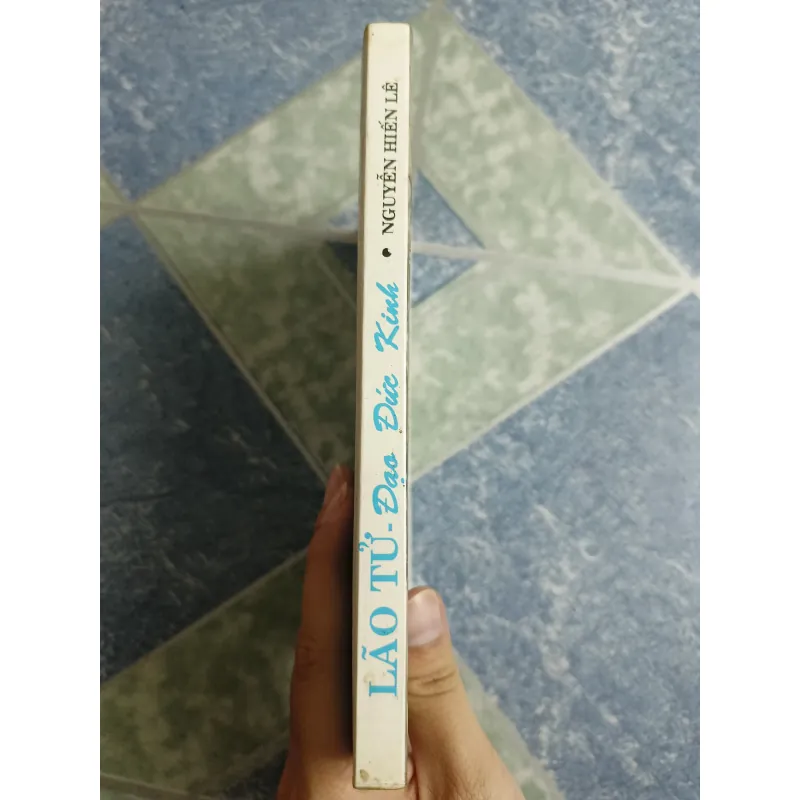 LÃO TỬ - Đạo Đức Kinh • NGUYỄN HIẾN LÊ